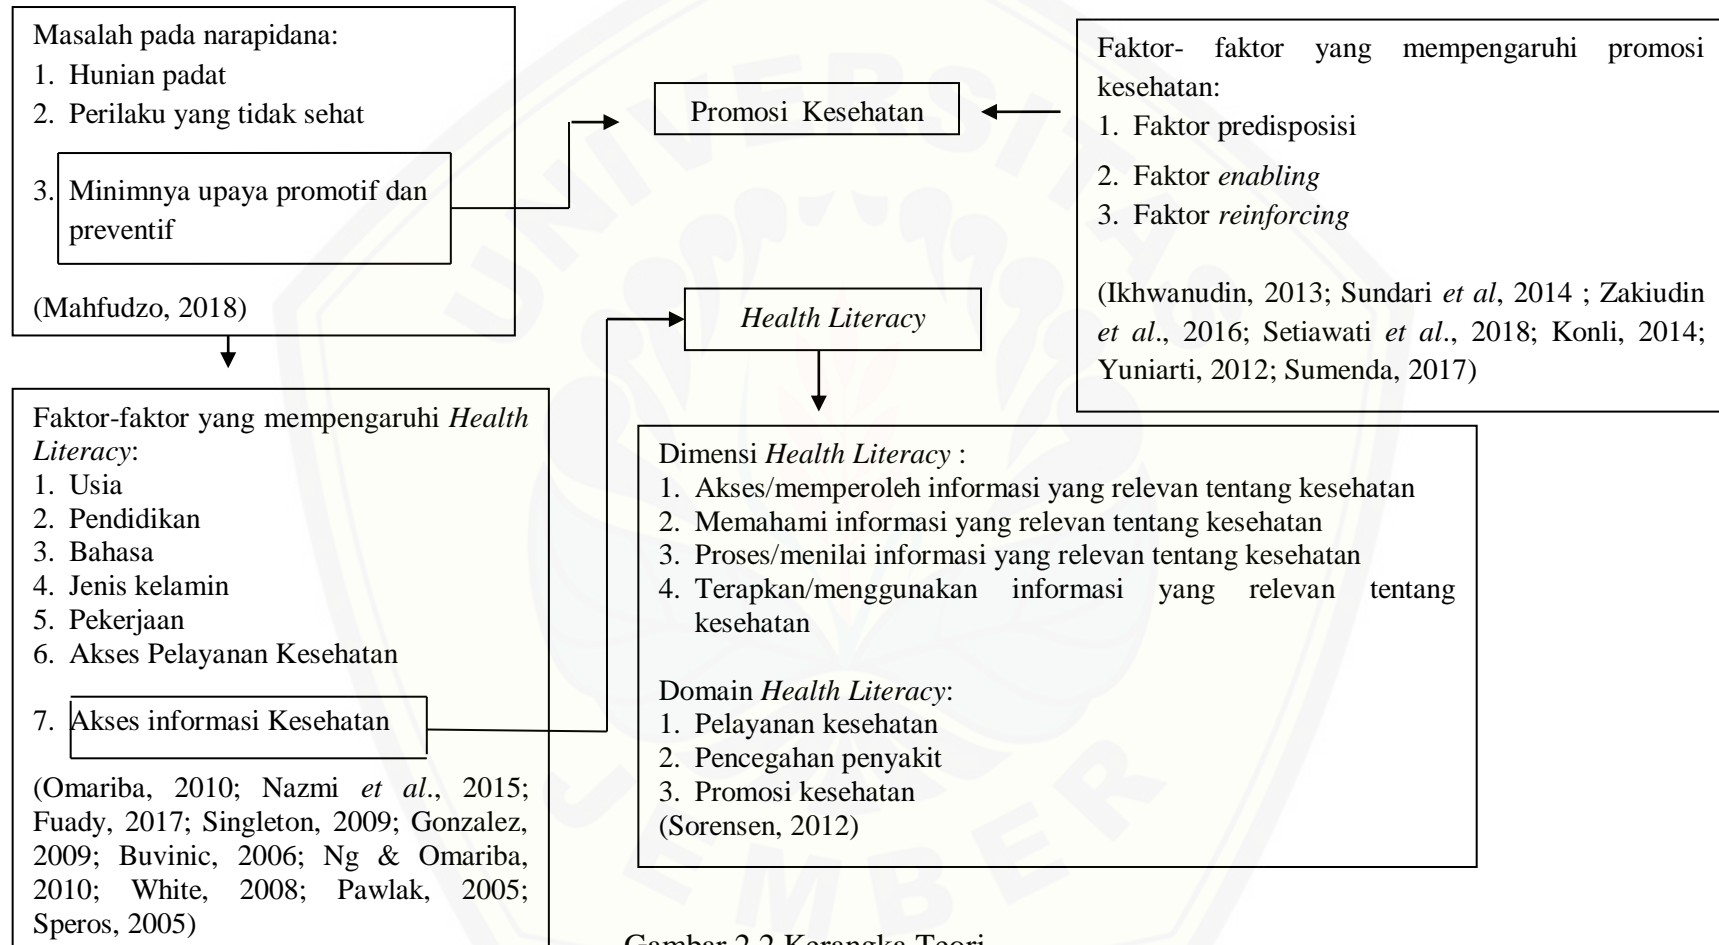 Masalah pada narapidana:
1. Hunian padat
2. Perilaku yang tidak sehat
3. Minimnya upaya promotif dan
preventif
(Mahfudzo, 2018)
Promosi Kesehatan
Faktor- faktor yang mempengaruhi promosi
kesehatan:
1. Faktor predisposisi
2. Faktor enabling
3. Faktor reinforcing
(Ikhwanudin, 2013; Sundari et al, 2014 ; Zakiudin
et al., 2016; Setiawati et al., 2018; Konli, 2014;
Yuniarti, 2012; Sumenda, 2017)
Health Literacy
Faktor-faktor yang mempengaruhi Health
Literacy:
1. Usia
2. Pendidikan
3. Bahasa
4. Jenis kelamin
5. Pekerjaan
6. Akses Pelayanan Kesehatan
7. Akses informasi Kesehatan
(Omariba, 2010; Nazmi et al., 2015;
Fuady, 2017; Singleton, 2009; Gonzalez,
2009; Buvinic, 2006; Ng & Omariba,
2010; White, 2008; Pawlak, 2005;
Speros, 2005)
Dimensi Health Literacy :
1. Akses/memperoleh informasi yang relevan tentang kesehatan
2. Memahami informasi yang relevan tentang kesehatan
3. Proses/menilai informasi yang relevan tentang kesehatan
4. Terapkan/menggunakan informasi yang relevan tentang
kesehatan
Domain Health Literacy:
1. Pelayanan kesehatan
2. Pencegahan penyakit
3. Promosi kesehatan
(Sorensen, 2012)
Gambar 2.2 Kerangka Teori
UNIVERSITAS
JEMBER